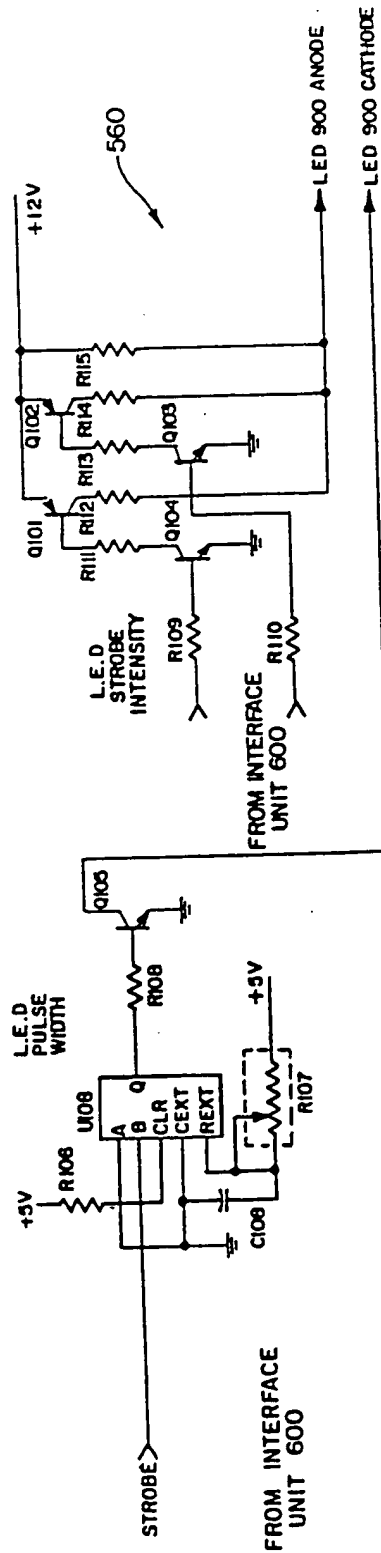 STROBE
FROM INTERFACE
UNIT 600
+5V
R106
L.E.D
PULSE
WIDTH
U108
A
B
CLR
CEXT
REXT
Q
C108
R107
+5V
R108
Q105
L.E.D
STROBE
INTENSITY
FROM INTERFACE
UNIT 600
R109
R110
Q101
Q102
R111
R112
R113
R114
R115
Q104
Q103
+12V
560
LED 900 ANODE
LED 900 CATHODE